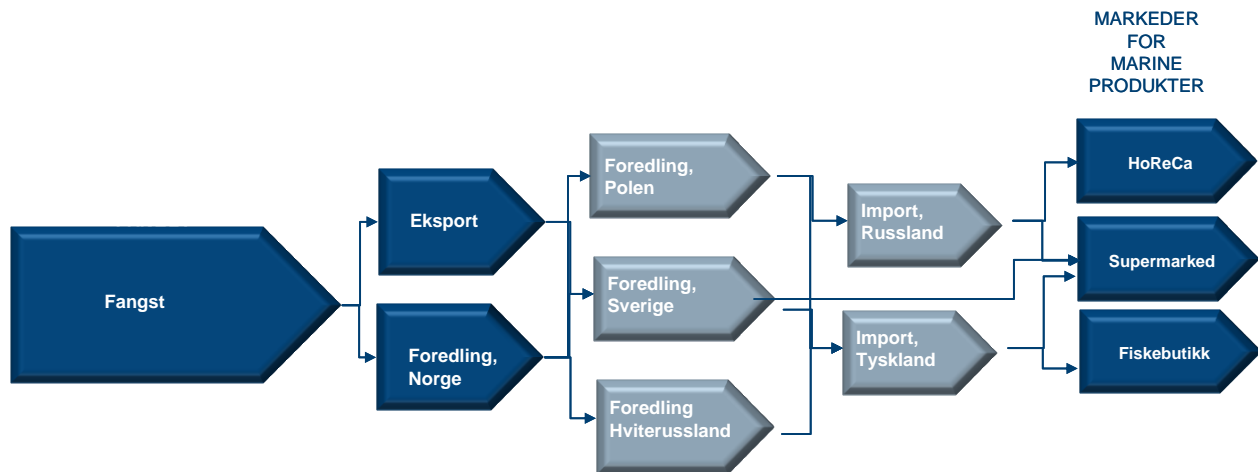 MARKEDER
FOR
MARINE
PRODUKTER
Fangst
Eksport
Foredling,
Norge
Foredling,
Polen
Foredling,
Sverige
Foredling
Hviterussland
Import,
Russland
Import,
Tyskland
HoReCa
Supermarked
Fiskebutikk